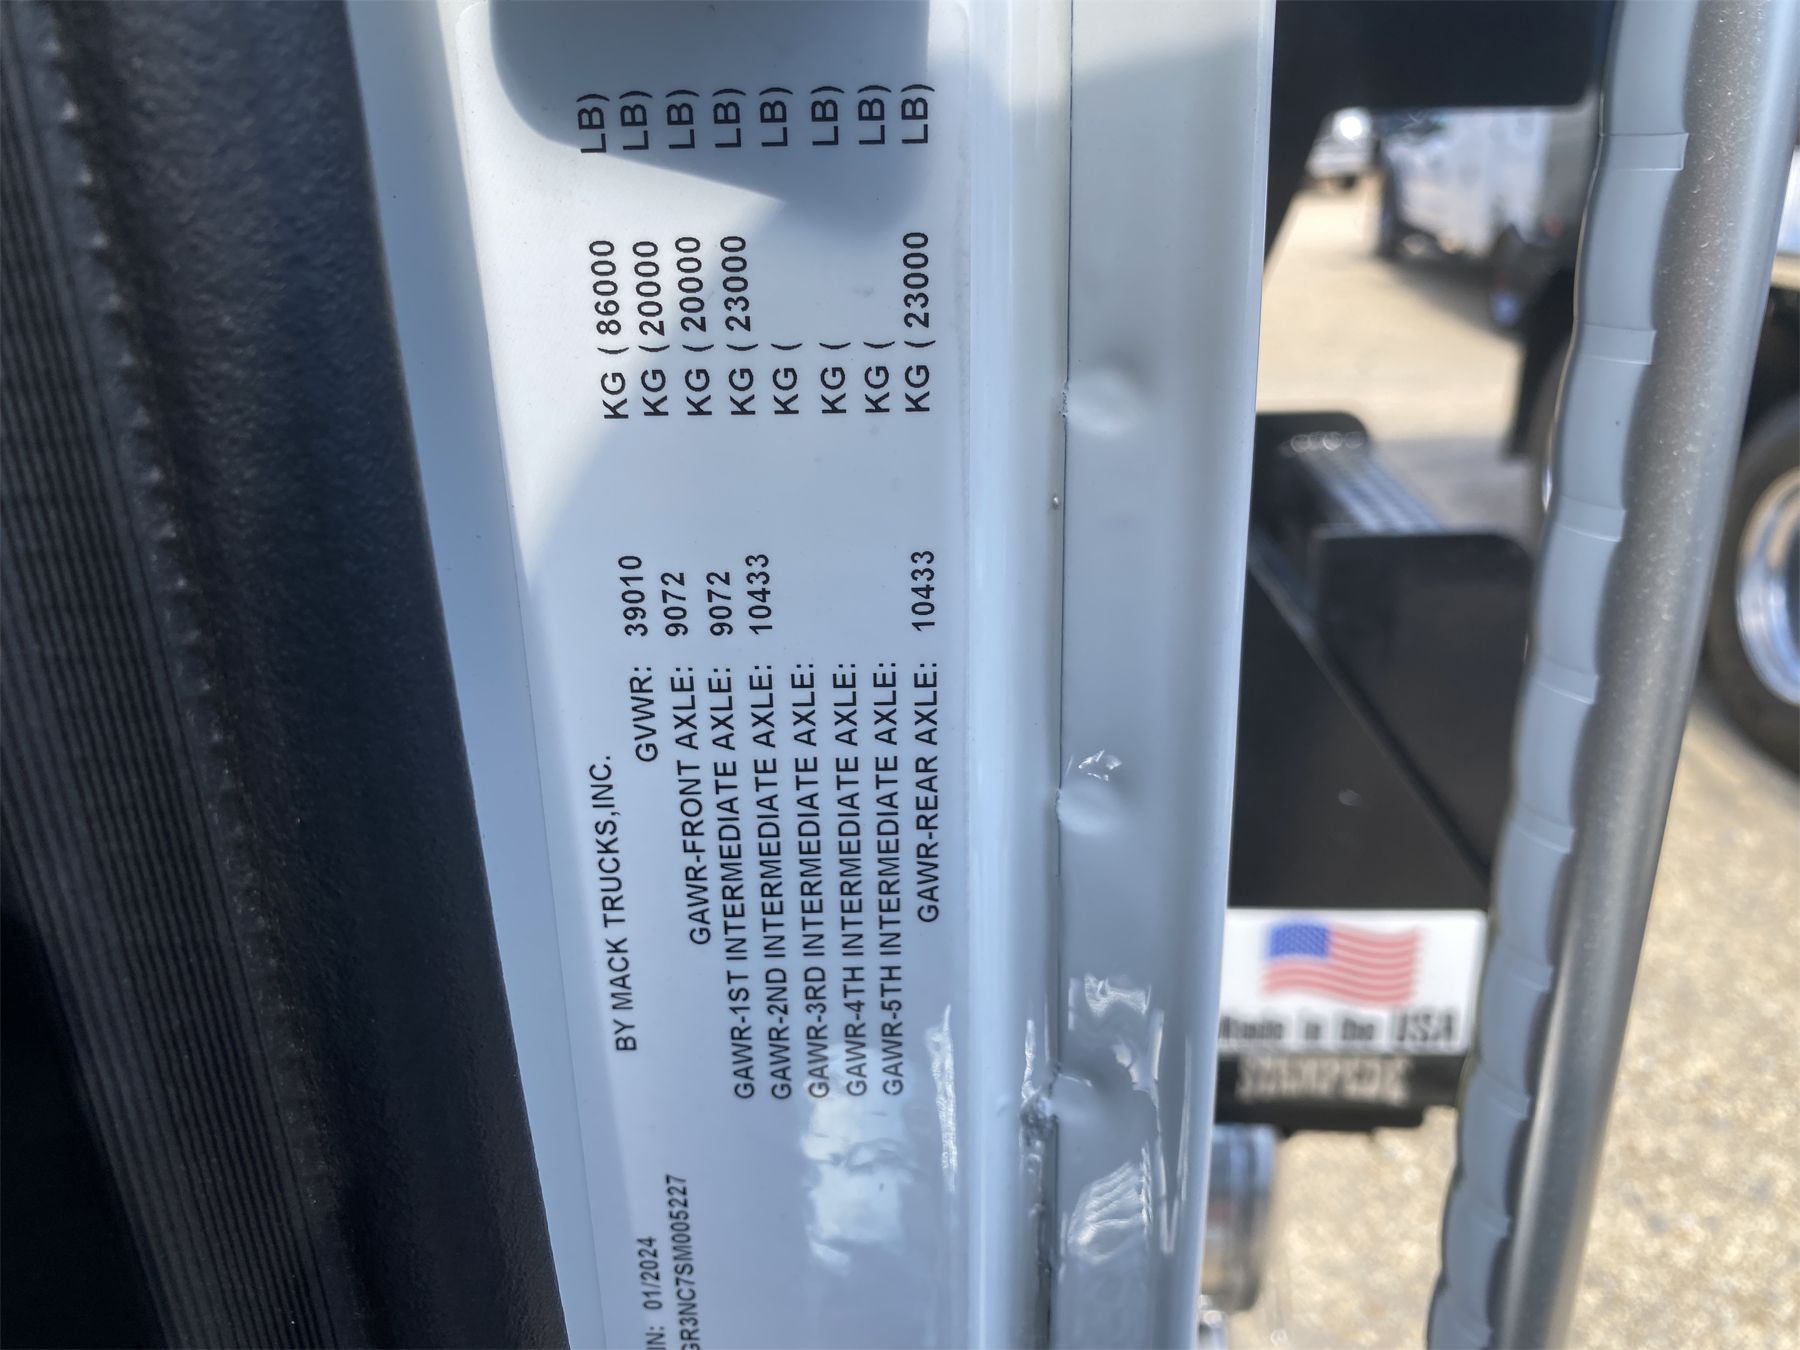 BY MACK TRUCKS,INC.
GVWR: 39010 KG ( 86000 LB)
GAWR-FRONT AXLE: 9072 KG ( 20000 LB)
GAWR-1ST INTERMEDIATE AXLE: 9072 KG ( 20000 LB)
GAWR-2ND INTERMEDIATE AXLE: 10433 KG ( 23000 LB)
GAWR-3RD INTERMEDIATE AXLE: KG ( LB)
GAWR-4TH INTERMEDIATE AXLE: KG ( LB)
GAWR-5TH INTERMEDIATE AXLE: KG ( LB)
GAWR-REAR AXLE: 10433 KG ( 23000 LB)
IN: 01/2024
GR3NC7SM005227
Made in the USA